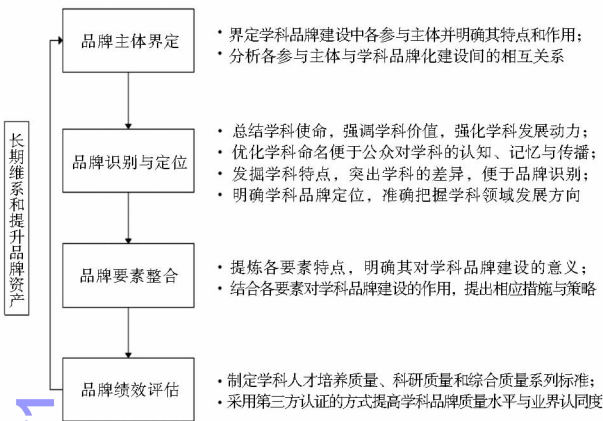 品牌主体界定
• 界定学科品牌建设中各参与主体并明确其特点和作用；
• 分析各参与主体与学科品牌化建设间的相互关系
长期维系和提升品牌资产
品牌识别与定位
• 总结学科使命，强调学科价值，强化学科发展动力；
• 优化学科命名便于公众对学科的认知、记忆与传播；
• 发掘学科特点，突出学科的差异，便于品牌识别；
• 明确学科品牌定位，准确把握学科领域发展方向
品牌要素整合
• 提炼各要素特点，明确其对学科品牌建设的意义；
• 结合各要素对学科品牌建设的作用，提出相应措施与策略
品牌绩效评估
• 制定学科人才培养质量、科研质量和综合质量系列标准；
• 采用第三方认证的方式提高学科品牌质量水平与业界认同度